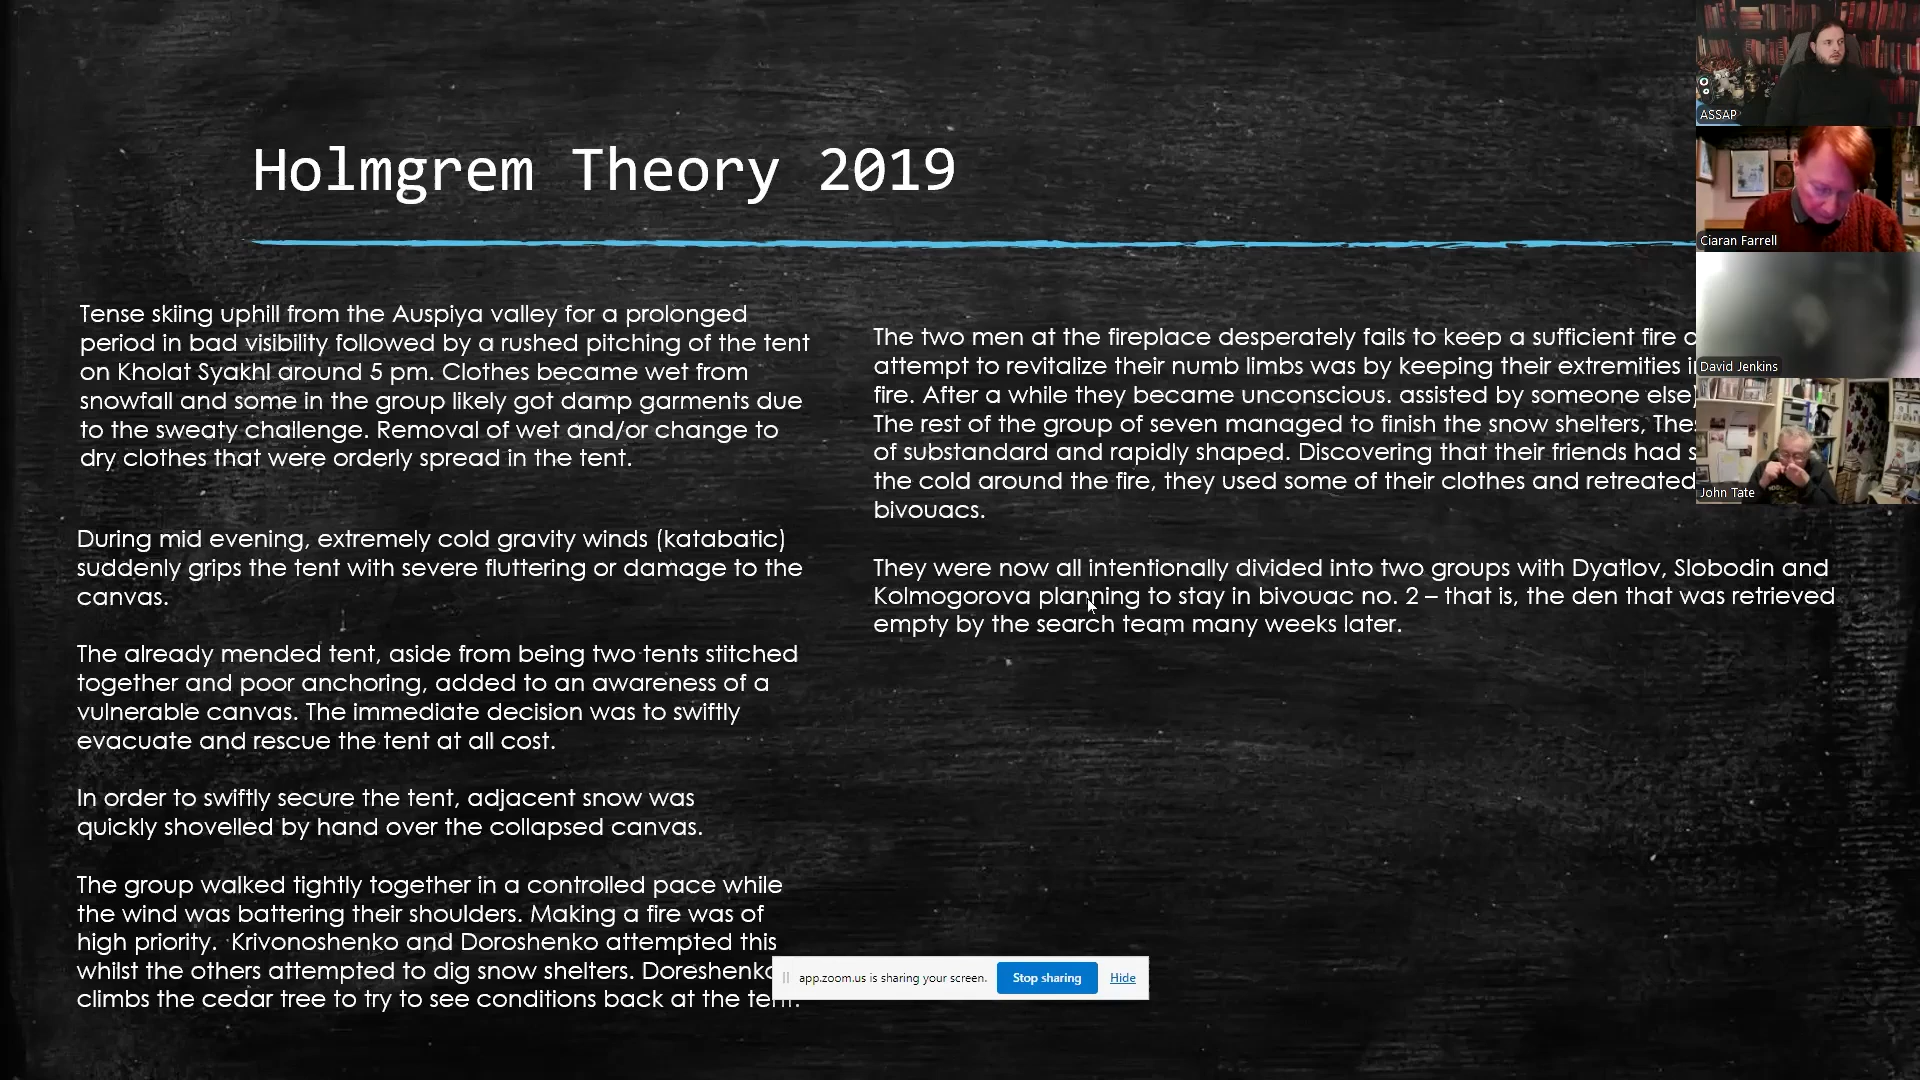 Holmgrem Theory 2019
Tense skiing uphill from the Auspiya valley for a prolonged
period in bad visibility followed by a rushed pitching of the tent
on Kholat Syakhl around 5 pm. Clothes became wet from
snowfall and some in the group likely got damp garments due
to the sweaty challenge. Removal of wet and/or change to
dry clothes that were orderly spread in the tent.
During mid evening, extremely cold gravity winds (katabatic)
suddenly grips the tent with severe fluttering or damage to the
canvas.
The already mended tent, aside from being two tents stitched
together and poor anchoring, added to an awareness of a
vulnerable canvas. The immediate decision was to swiftly
evacuate and rescue the tent at all cost.
In order to swiftly secure the tent, adjacent snow was
quickly shovelled by hand over the collapsed canvas.
The group walked tightly together in a controlled pace while
the wind was battering their shoulders. Making a fire was of
high priority. Krivonoshenko and Doroshenko attempted this
whilst the others attempted to dig snow shelters. Doreshenko
climbs the cedar tree to try to see conditions back at the tent.
The two men at the fireplace desperately fails to keep a sufficient fire
attempt to revitalize their numb limbs was by keeping their extremities
fire. After a while they became unconscious. assisted by someone else)
The rest of the group of seven managed to finish the snow shelters,
of substandard and rapidly shaped. Discovering that their friends had
the cold around the fire, they used some of their clothes and retreated
bivouacs.
They were now all intentionally divided into two groups with Dyatlov, Slobodin and
Kolmogorova planning to stay in bivouac no. 2 – that is, the den that was retrieved
empty by the search team many weeks later.
ASSAP
Ciaran Farrell
David Jenkins
John Tate
app.zoom.us is sharing your screen. Stop sharing Hide